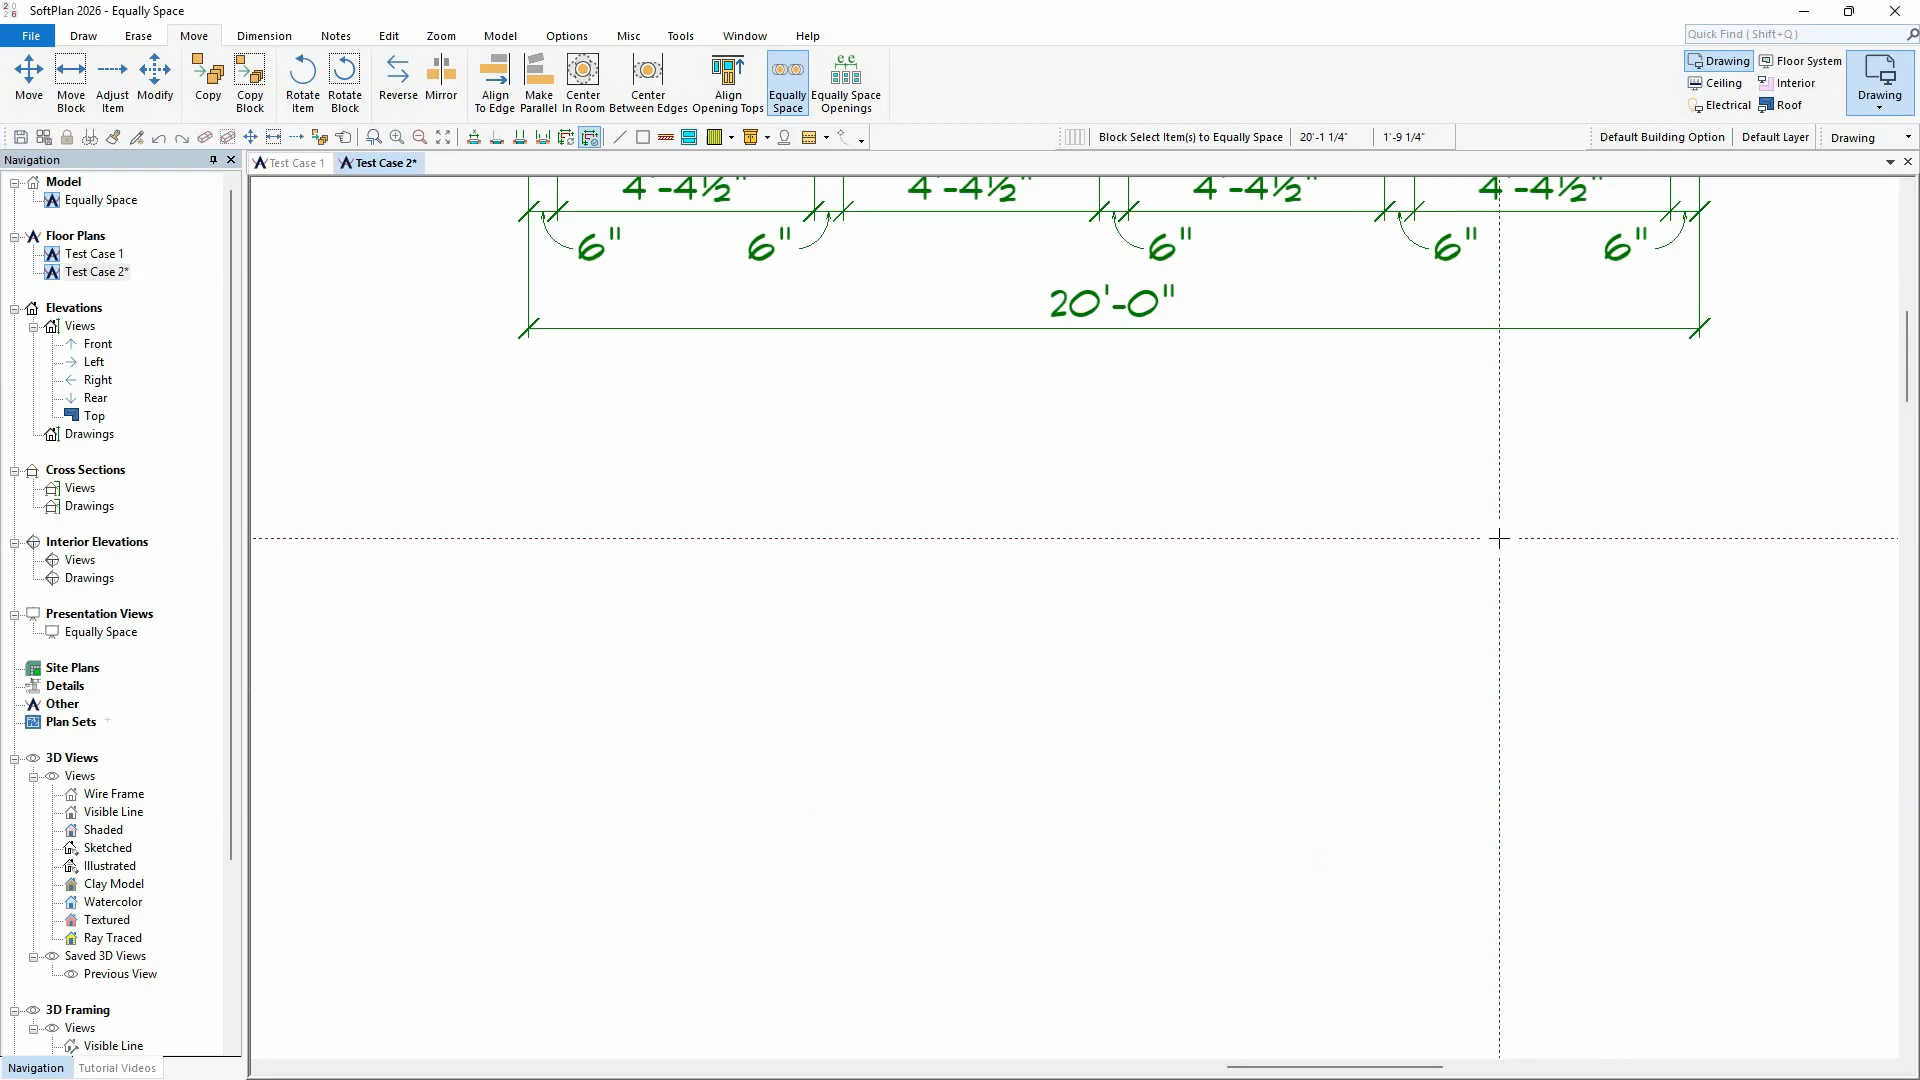 SoftPlan 2026 - Equally Space
File Draw Erase Move Dimension Notes Edit Zoom Model Options Misc Tools Window Help
Quick Find ( Shift+Q )
Move
Move Block
Adjust Item
Modify
Copy
Copy Block
Rotate Item
Rotate Block
Reverse
Mirror
Align To Edge
Make Parallel
Center In Room
Center Between Edges
Align Opening Tops
Equally Space
Equally Space Openings
Drawing
Floor System
Ceiling
Interior
Electrical
Roof
Drawing
Block Select Item(s) to Equally Space 20'-1 1/4" 1'-9 1/4"
Default Building Option Default Layer Drawing
Navigation
Test Case 1
Test Case 2*
Model
Equally Space
Floor Plans
Test Case 1
Test Case 2*
Elevations
Views
Front
Left
Right
Rear
Top
Drawings
Cross Sections
Views
Drawings
Interior Elevations
Views
Drawings
Presentation Views
Equally Space
Site Plans
Details
Other
Plan Sets
3D Views
Views
Wire Frame
Visible Line
Shaded
Sketched
Illustrated
Clay Model
Watercolor
Textured
Ray Traced
Saved 3D Views
Previous View
3D Framing
Views
Visible Line
Navigation Tutorial Videos
4'-4½" 4'-4½" 4'-4½" 4'-4½"
6" 6" 6" 6" 6"
20'-0"